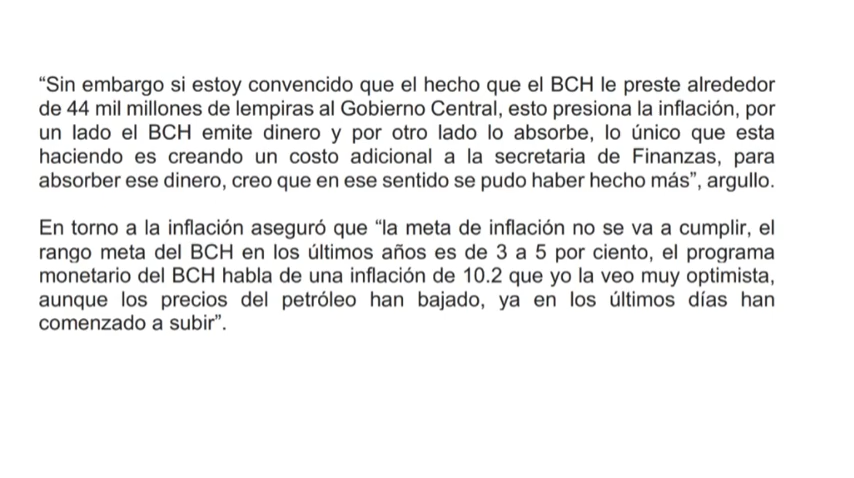 “Sin embargo si estoy convencido que el hecho que el BCH le preste alrededor
de 44 mil millones de lempiras al Gobierno Central, esto presiona la inflación, por
un lado el BCH emite dinero y por otro lado lo absorbe, lo único que esta
haciendo es creando un costo adicional a la secretaria de Finanzas, para
absorber ese dinero, creo que en ese sentido se pudo haber hecho más”, argullo.
En torno a la inflación aseguró que “la meta de inflación no se va a cumplir, el
rango meta del BCH en los últimos años es de 3 a 5 por ciento, el programa
monetario del BCH habla de una inflación de 10.2 que yo la veo muy optimista,
aunque los precios del petróleo han bajado, ya en los últimos días han
comenzado a subir”.